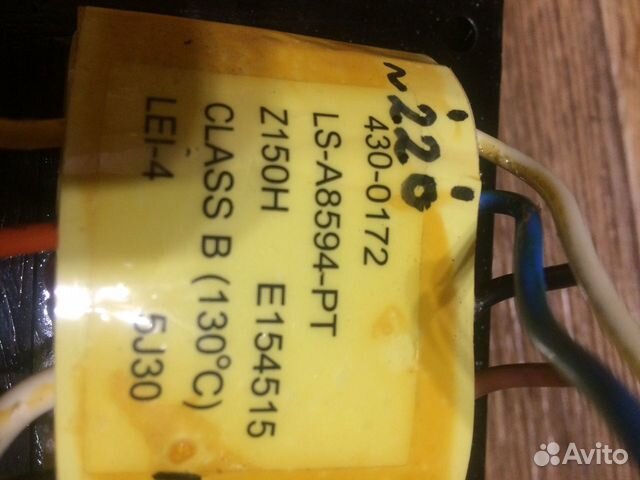 ~220
430-0172
LS-A8594-PT
Z150H E154515
CLASS B (130°C)
LEI-4 5J30
Avito